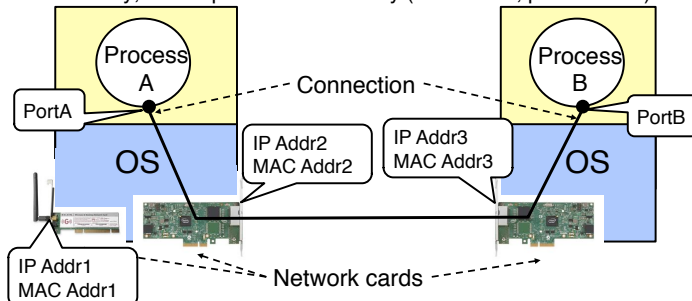 Process
A
Process
B
Connection
PortA
PortB
IP Addr2
MAC Addr2
IP Addr3
MAC Addr3
OS
OS
IP Addr1
MAC Addr1
Network cards